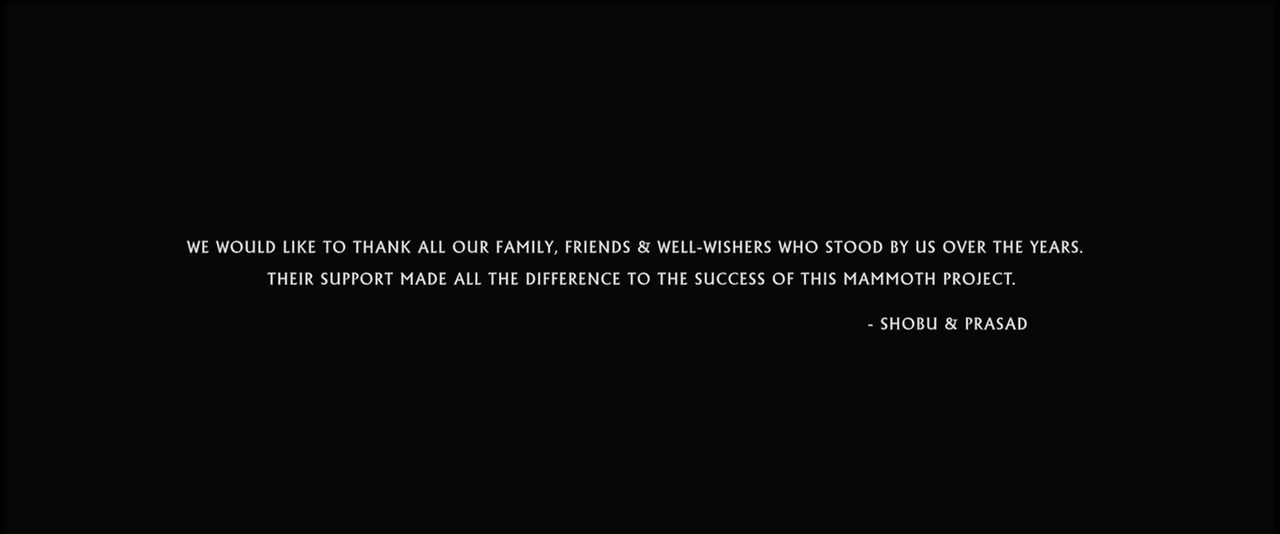 WE WOULD LIKE TO THANK ALL OUR FAMILY, FRIENDS & WELL-WISHERS WHO STOOD BY US OVER THE YEARS.
THEIR SUPPORT MADE ALL THE DIFFERENCE TO THE SUCCESS OF THIS MAMMOTH PROJECT.
- SHOBU & PRASAD